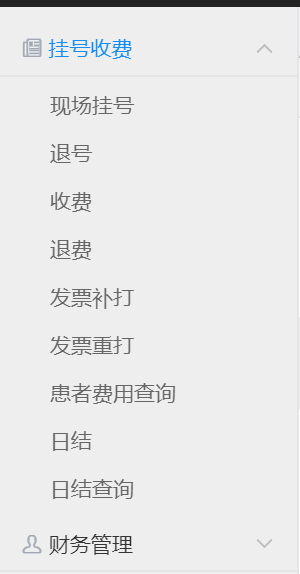 挂号收费
现场挂号
退号
收费
退费
发票补打
发票重打
患者费用查询
日结
日结查询
财务管理